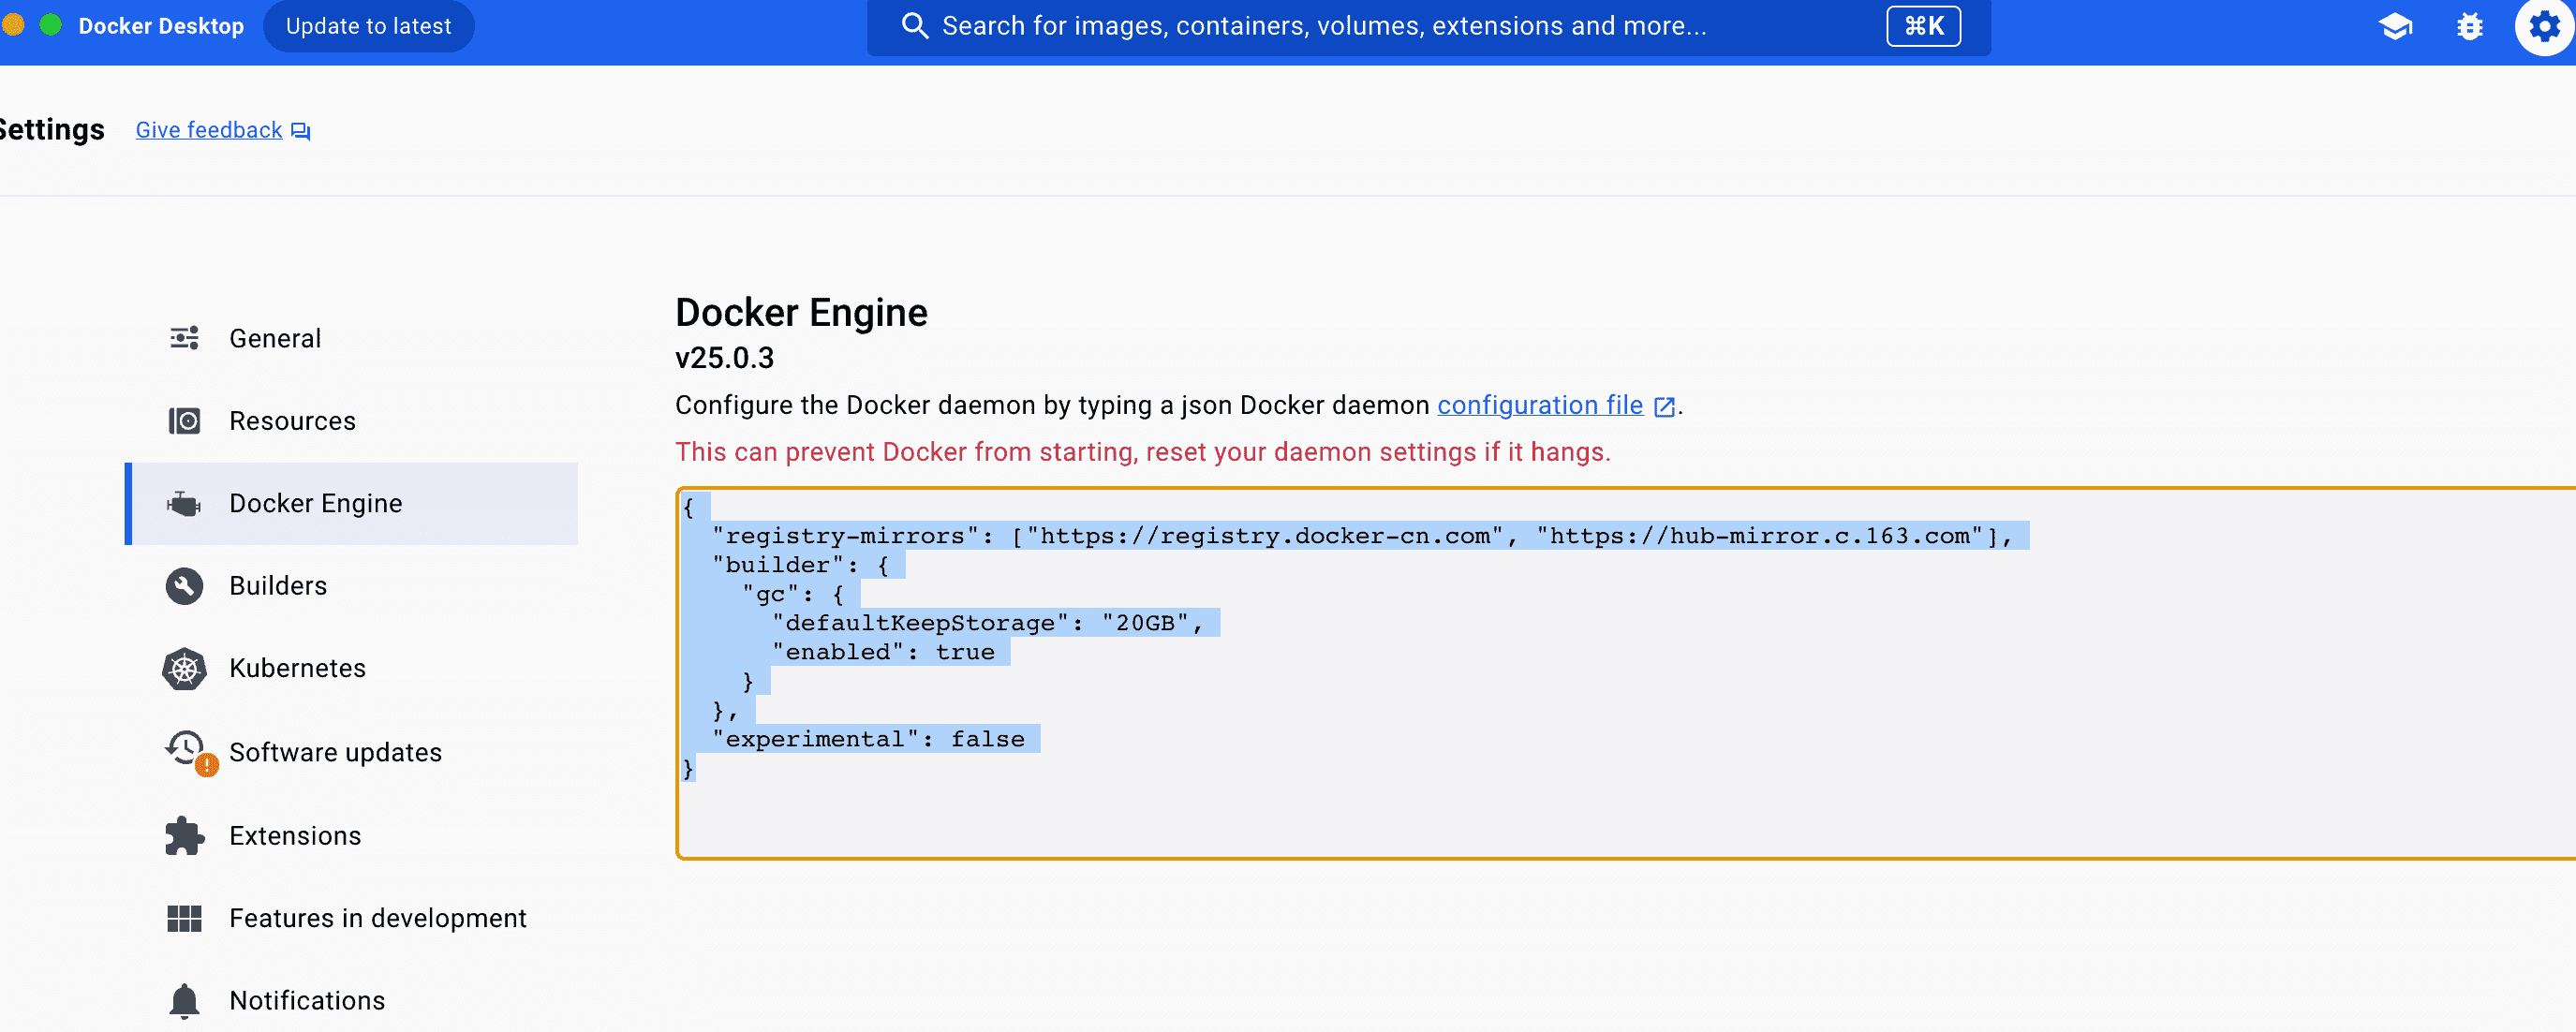 Docker Desktop Update to latest Search for images, containers, volumes, extensions and more... ⌘K
Settings Give feedback
General
Resources
Docker Engine
Builders
Kubernetes
Software updates
Extensions
Features in development
Notifications
Docker Engine
v25.0.3
Configure the Docker daemon by typing a json Docker daemon configuration file.
This can prevent Docker from starting, reset your daemon settings if it hangs.
{
  "registry-mirrors": ["https://registry.docker-cn.com", "https://hub-mirror.c.163.com"],
  "builder": {
    "gc": {
      "defaultKeepStorage": "20GB",
      "enabled": true
    }
  },
  "experimental": false
}